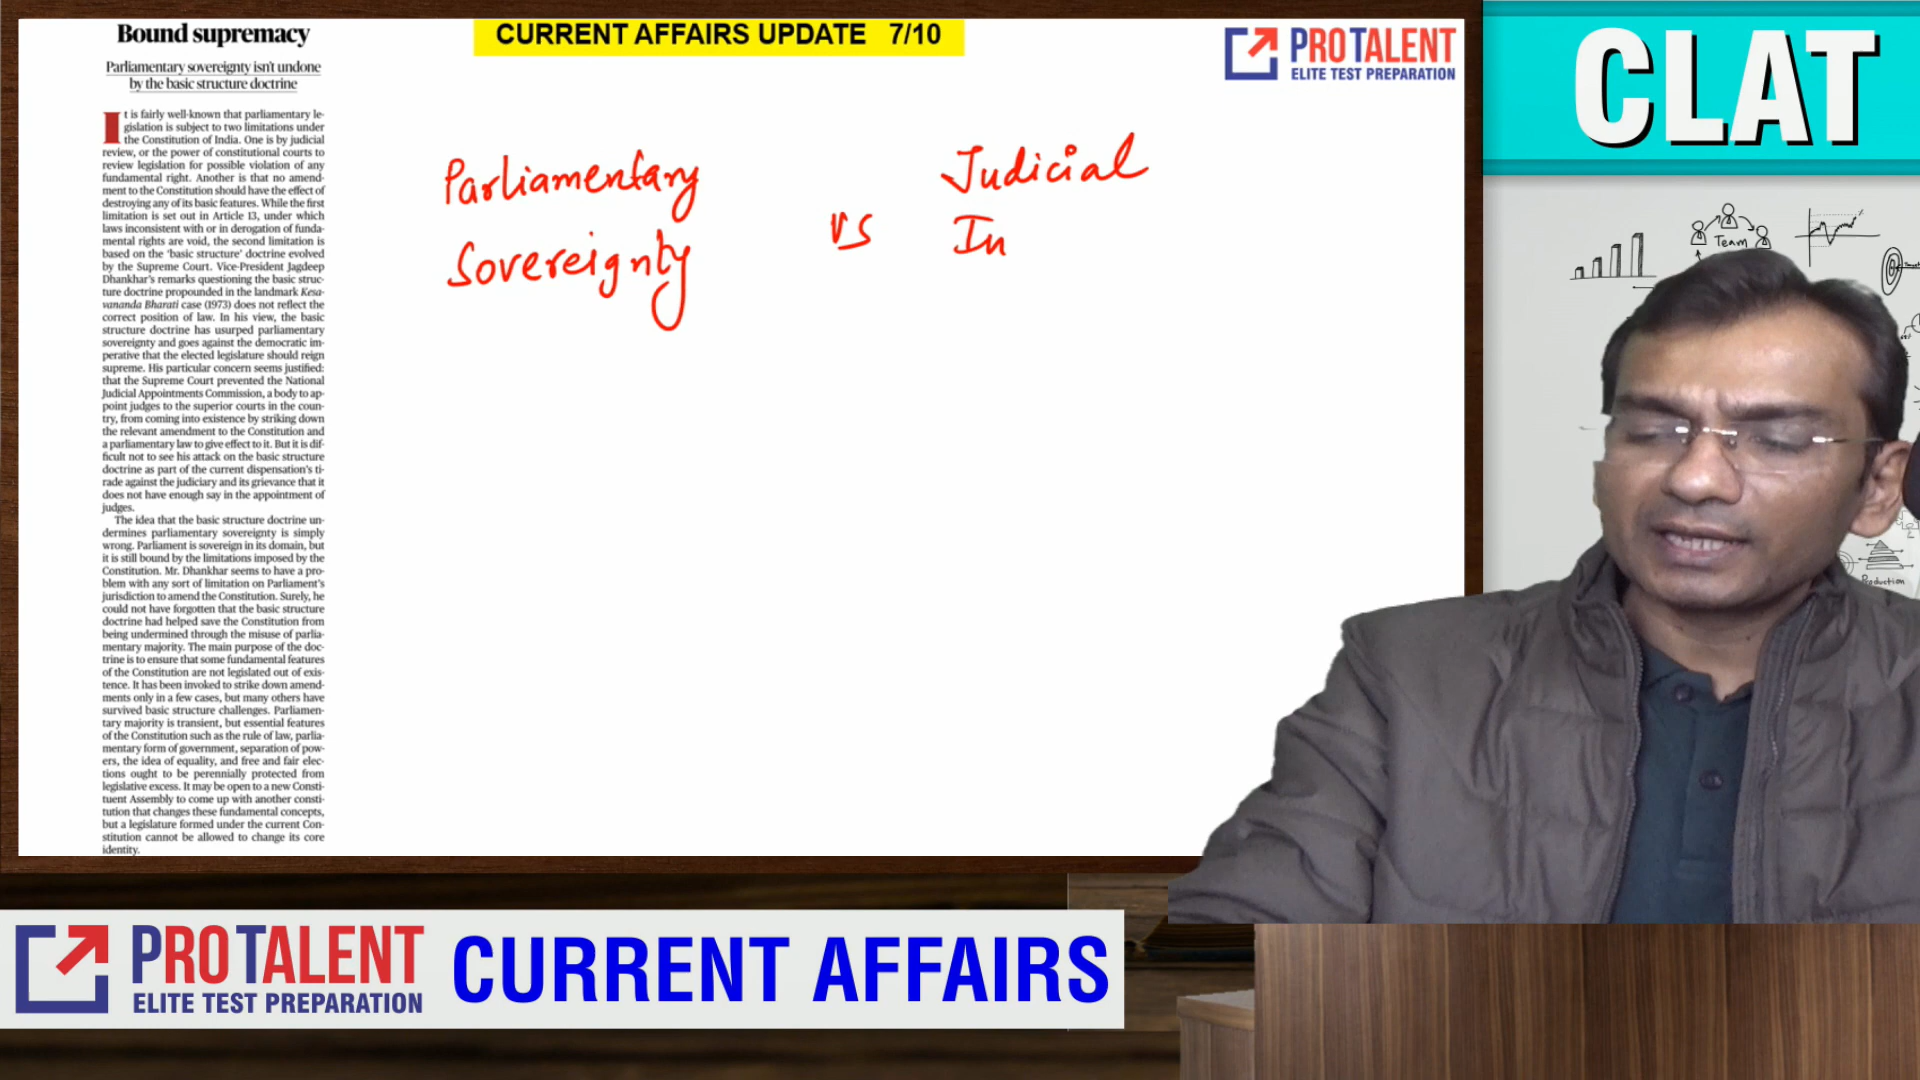 Bound supremacy
Parliamentary sovereignty isn't undone
by the basic structure doctrine
It is fairly well-known that parliamentary le-
gislation is subject to two limitations under
the Constitution of India. One is by judicial
review, or the power of constitutional courts to
review legislation for possible violation of any
fundamental right. Another is that no amend-
ment to the Constitution should have the effect of
destroying any of its basic features. While the first
limitation is set out in Article 13, under which
laws inconsistent with or in derogation of funda-
mental rights are void, the second limitation is
based on the 'basic structure' doctrine evolved
by the Supreme Court. Vice-President Jagdeep
Dhankhar's remarks questioning the basic struc-
ture doctrine propounded in the landmark Kesa-
vananda Bharati case (1973) does not reflect the
correct position of law. In his view, the basic
structure doctrine has usurped parliamentary
sovereignty and goes against the democratic im-
perative that the elected legislature should reign
supreme. His particular concern seems justified:
that the Supreme Court prevented the National
Judicial Appointments Commission, a body to ap-
point judges to the superior courts in the coun-
try, from coming into existence by striking down
the relevant amendment to the Constitution and
a parliamentary law to give effect to it. But it is dif-
ficult not to see his attack on the basic structure
doctrine as part of the current dispensation's ti-
rade against the judiciary and its grievance that it
does not have enough say in the appointment of
judges.
The idea that the basic structure doctrine un-
dermines parliamentary sovereignty is simply
wrong. Parliament is sovereign in its domain, but
it is still bound by the limitations imposed by the
Constitution. Mr. Dhankhar seems to have a pro-
blem with any sort of limitation on Parliament's
jurisdiction to amend the Constitution. Surely, he
could not have forgotten that the basic structure
doctrine had helped save the Constitution from
being undermined through the misuse of parlia-
mentary majority. The main purpose of the doc-
trine is to ensure that some fundamental features
of the Constitution are not legislated out of exis-
tence. It has been invoked to strike down amend-
ments only in a few cases, but many others have
survived basic structure challenges. Parliamen-
tary majority is transient, but essential features
of the Constitution such as the rule of law, parlia-
mentary form of government, separation of pow-
ers, the idea of equality, and free and fair elec-
tions ought to be perennially protected from
legislative excess. It may be open to a new Consti-
tuent Assembly to come up with another consti-
tution that changes these fundamental concepts,
but a legislature formed under the current Con-
stitution cannot be allowed to change its core
identity.
CURRENT AFFAIRS UPDATE 7/10
PROTALENT
ELITE TEST PREPARATION
Parliamentary
Sovereignty
vs
Judicial
In
CLAT
Team
Production
PROTALENT
ELITE TEST PREPARATION
CURRENT AFFAIRS